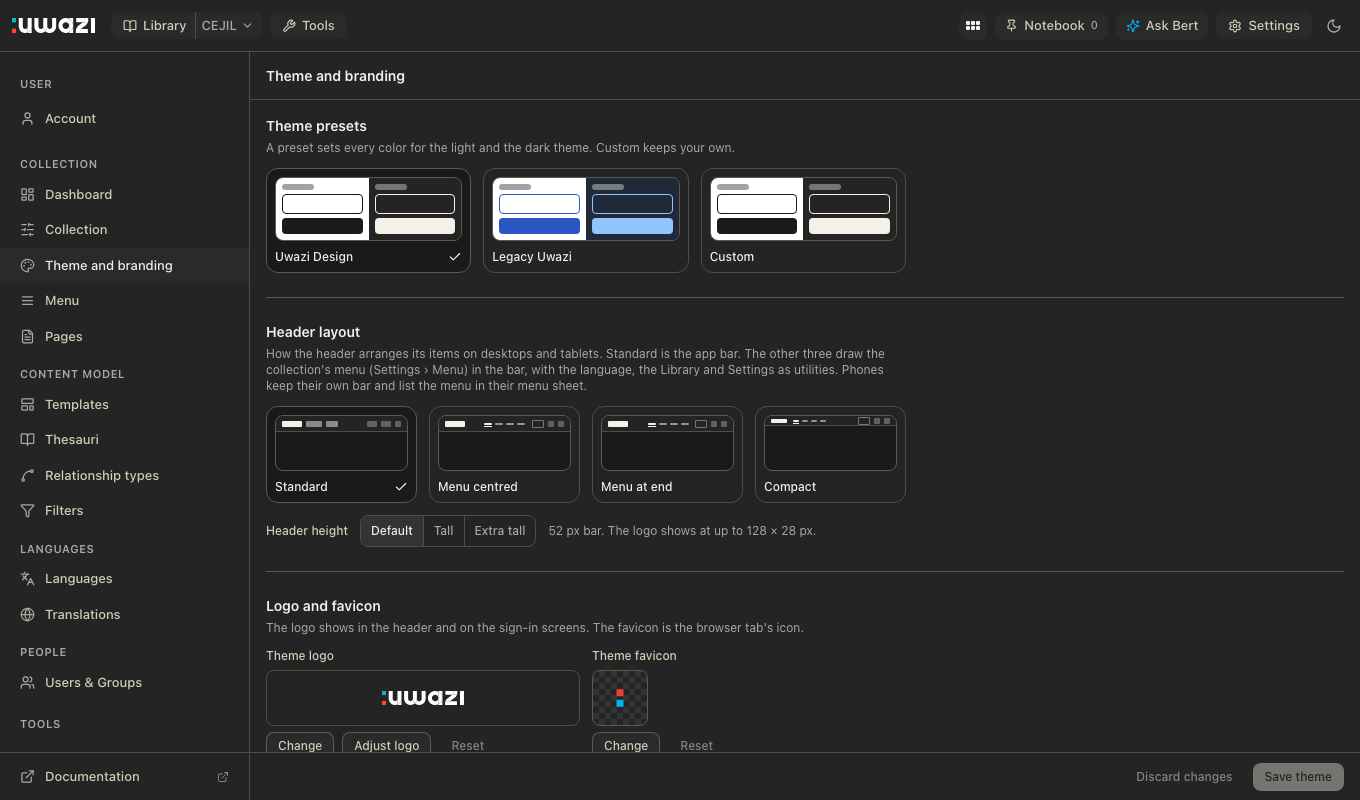 :uwazi
Library
CEJIL
Tools
Notebook 0
Ask Bert
Settings
USER
Account
COLLECTION
Dashboard
Collection
Theme and branding
Menu
Pages
CONTENT MODEL
Templates
Thesauri
Relationship types
Filters
LANGUAGES
Languages
Translations
PEOPLE
Users & Groups
TOOLS
Documentation
Theme and branding
Theme presets
A preset sets every color for the light and the dark theme. Custom keeps your own.
Uwazi Design
Legacy Uwazi
Custom
Header layout
How the header arranges its items on desktops and tablets. Standard is the app bar. The other three draw the
collection's menu (Settings › Menu) in the bar, with the language, the Library and Settings as utilities. Phones
keep their own bar and list the menu in their menu sheet.
Standard
Menu centred
Menu at end
Compact
Header height
Default
Tall
Extra tall
52 px bar. The logo shows at up to 128 × 28 px.
Logo and favicon
The logo shows in the header and on the sign-in screens. The favicon is the browser tab's icon.
Theme logo
Theme favicon
:uwazi
Change
Adjust logo
Reset
Change
Reset
Discard changes
Save theme